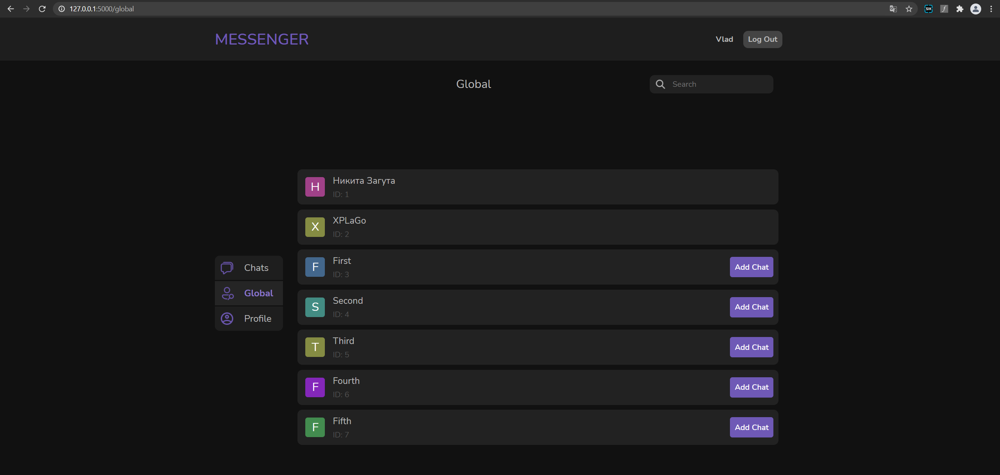 127.0.0.1:5000/global
SIH
f
MESSENGER
Vlad
Log Out
Global
Search
Chats
Global
Profile
Н
Никита Загута
ID: 1
X
XPLaGo
ID: 2
F
First
ID: 3
Add Chat
S
Second
ID: 4
Add Chat
T
Third
ID: 5
Add Chat
F
Fourth
ID: 6
Add Chat
F
Fifth
ID: 7
Add Chat